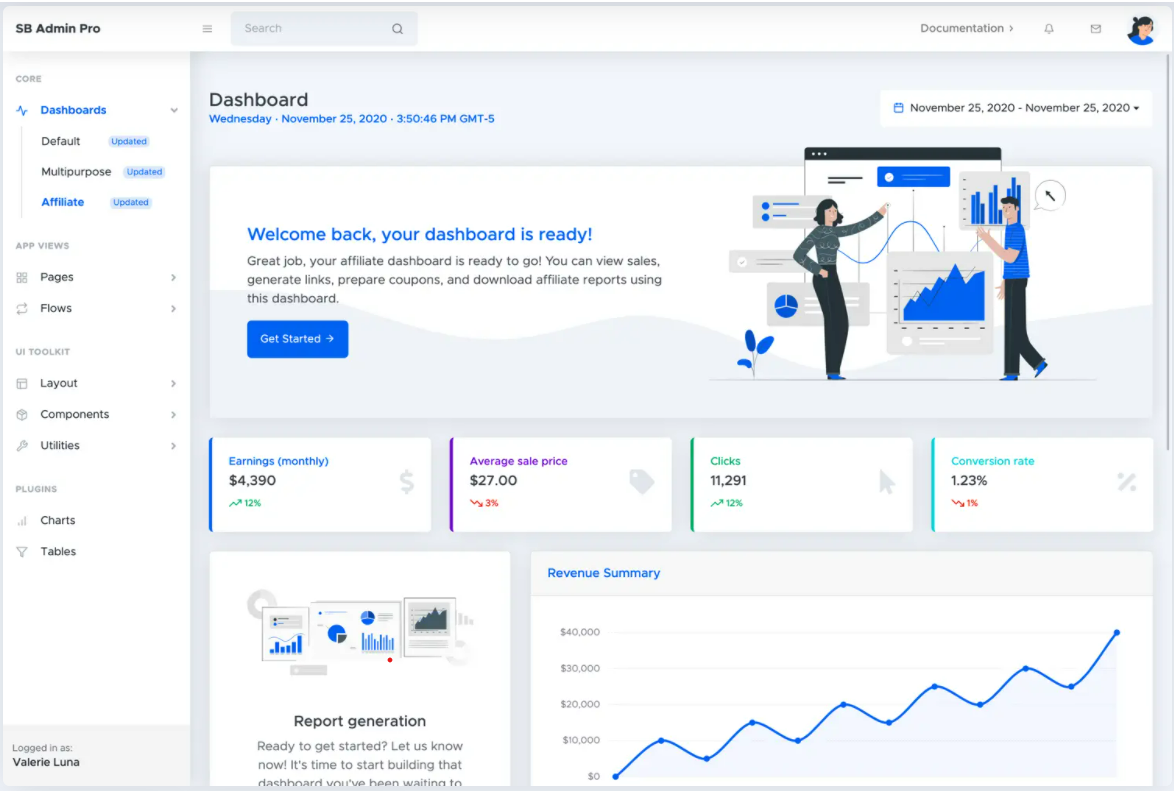 SB Admin Pro
Search
Documentation
CORE
Dashboards
Default Updated
Multipurpose Updated
Affiliate Updated
APP VIEWS
Pages
Flows
UI TOOLKIT
Layout
Components
Utilities
PLUGINS
Charts
Tables
Logged in as:
Valerie Luna
Dashboard
Wednesday · November 25, 2020 · 3:50:46 PM GMT-5
November 25, 2020 - November 25, 2020
Welcome back, your dashboard is ready!
Great job, your affiliate dashboard is ready to go! You can view sales,
generate links, prepare coupons, and download affiliate reports using
this dashboard.
Get Started →
Earnings (monthly)
$4,390
12%
Average sale price
$27.00
3%
Clicks
11,291
12%
Conversion rate
1.23%
1%
Report generation
Ready to get started? Let us know
now! It's time to start building that
dashboard you've been waiting to
Revenue Summary
$40,000
$30,000
$20,000
$10,000
$0